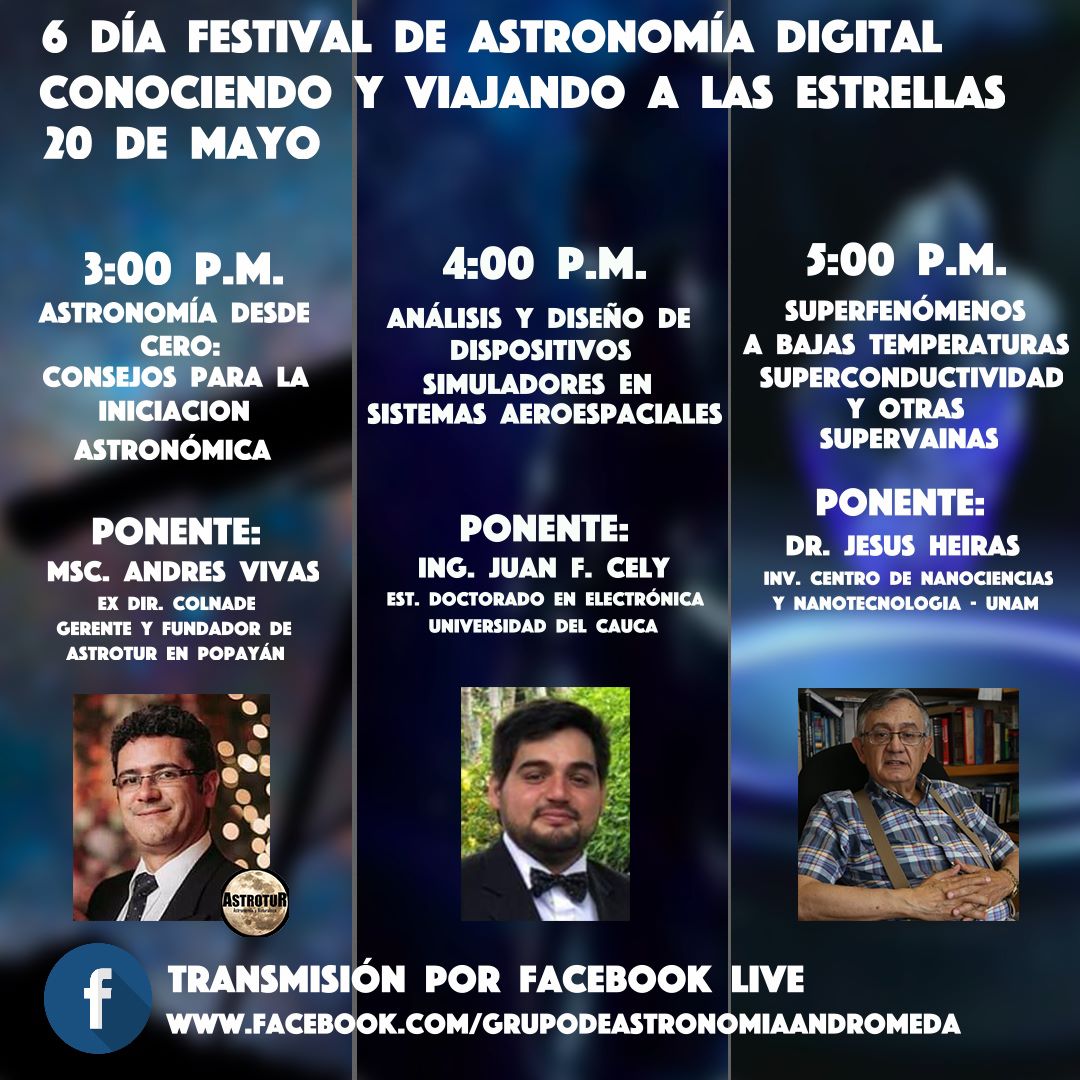 6 DÍA FESTIVAL DE ASTRONOMÍA DIGITAL
CONOCIENDO Y VIAJANDO A LAS ESTRELLAS
20 DE MAYO
3:00 P.M.
ASTRONOMÍA DESDE
CERO:
CONSEJOS PARA LA
INICIACION
ASTRONÓMICA
PONENTE:
MSC. ANDRES VIVAS
EX DIR. COLNADE
GERENTE Y FUNDADOR DE
ASTROTUR EN POPAYÁN
ASTROTUR
Astronomía y Naturaleza
4:00 P.M.
ANÁLISIS Y DISEÑO DE
DISPOSITIVOS
SIMULADORES EN
SISTEMAS AEROESPACIALES
PONENTE:
ING. JUAN F. CELY
EST. DOCTORADO EN ELECTRÓNICA
UNIVERSIDAD DEL CAUCA
5:00 P.M.
SUPERFENÓMENOS
A BAJAS TEMPERATURAS
SUPERCONDUCTIVIDAD
Y OTRAS
SUPERVAINAS
PONENTE:
DR. JESUS HEIRAS
INV. CENTRO DE NANOCIENCIAS
Y NANOTECNOLOGIA - UNAM
f
TRANSMISIÓN POR FACEBOOK LIVE
WWW.FACEBOOK.COM/GRUPODEASTRONOMIAANDROMEDA